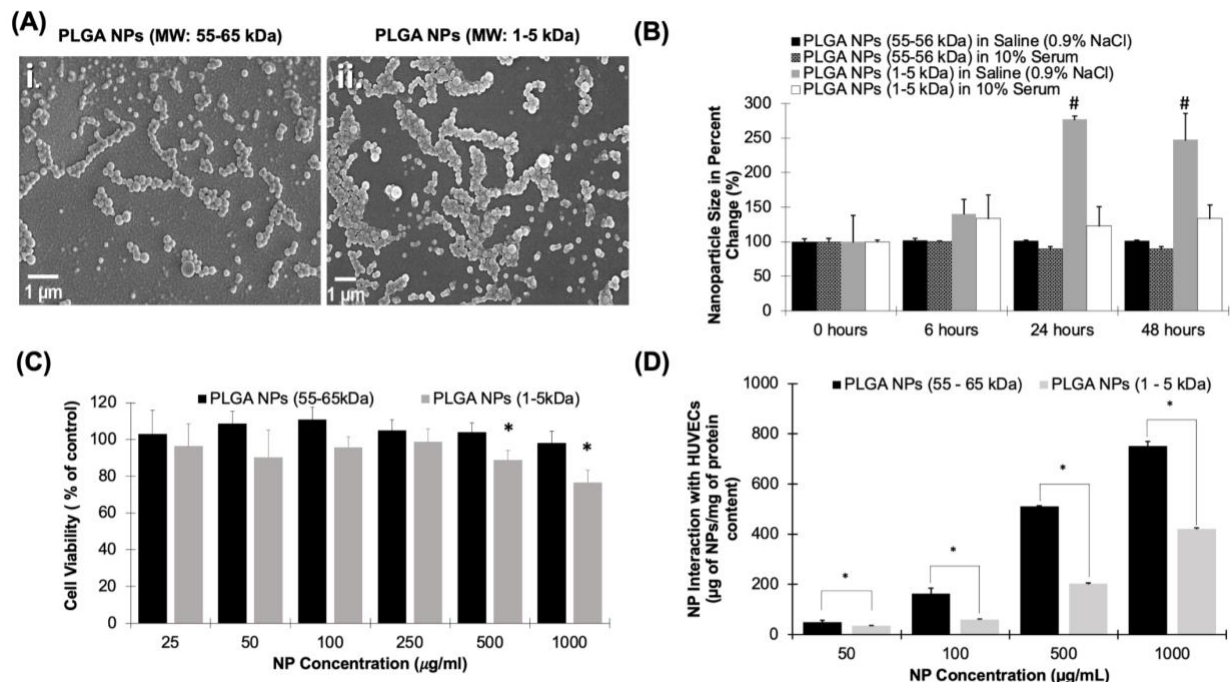 (A)
PLGA NPs (MW: 55-65 kDa)
PLGA NPs (MW: 1-5 kDa)
i.
ii.
1 μm
1 μm
(B)
PLGA NPs (55-56 kDa) in Saline (0.9% NaCl)
PLGA NPs (55-56 kDa) in 10% Serum
PLGA NPs (1-5 kDa) in Saline (0.9% NaCl)
PLGA NPs (1-5 kDa) in 10% Serum
Nanoparticle Size in Percent
Change (%)
300
250
200
150
100
50
0
# #
0 hours 6 hours 24 hours 48 hours
(C)
PLGA NPs (55-65kDa) PLGA NPs (1-5kDa)
Cell Viability ( % of control)
120
100
80
60
40
20
0
* *
25 50 100 250 500 1000
NP Concentration (μg/ml)
(D)
PLGA NPs (55 - 65 kDa) PLGA NPs (1 - 5 kDa)
NP Interaction with HUVECs
(μg of NPs/mg of protein
content)
1000
800
600
400
200
0
* * * *
50 100 500 1000
NP Concentration (μg/mL)